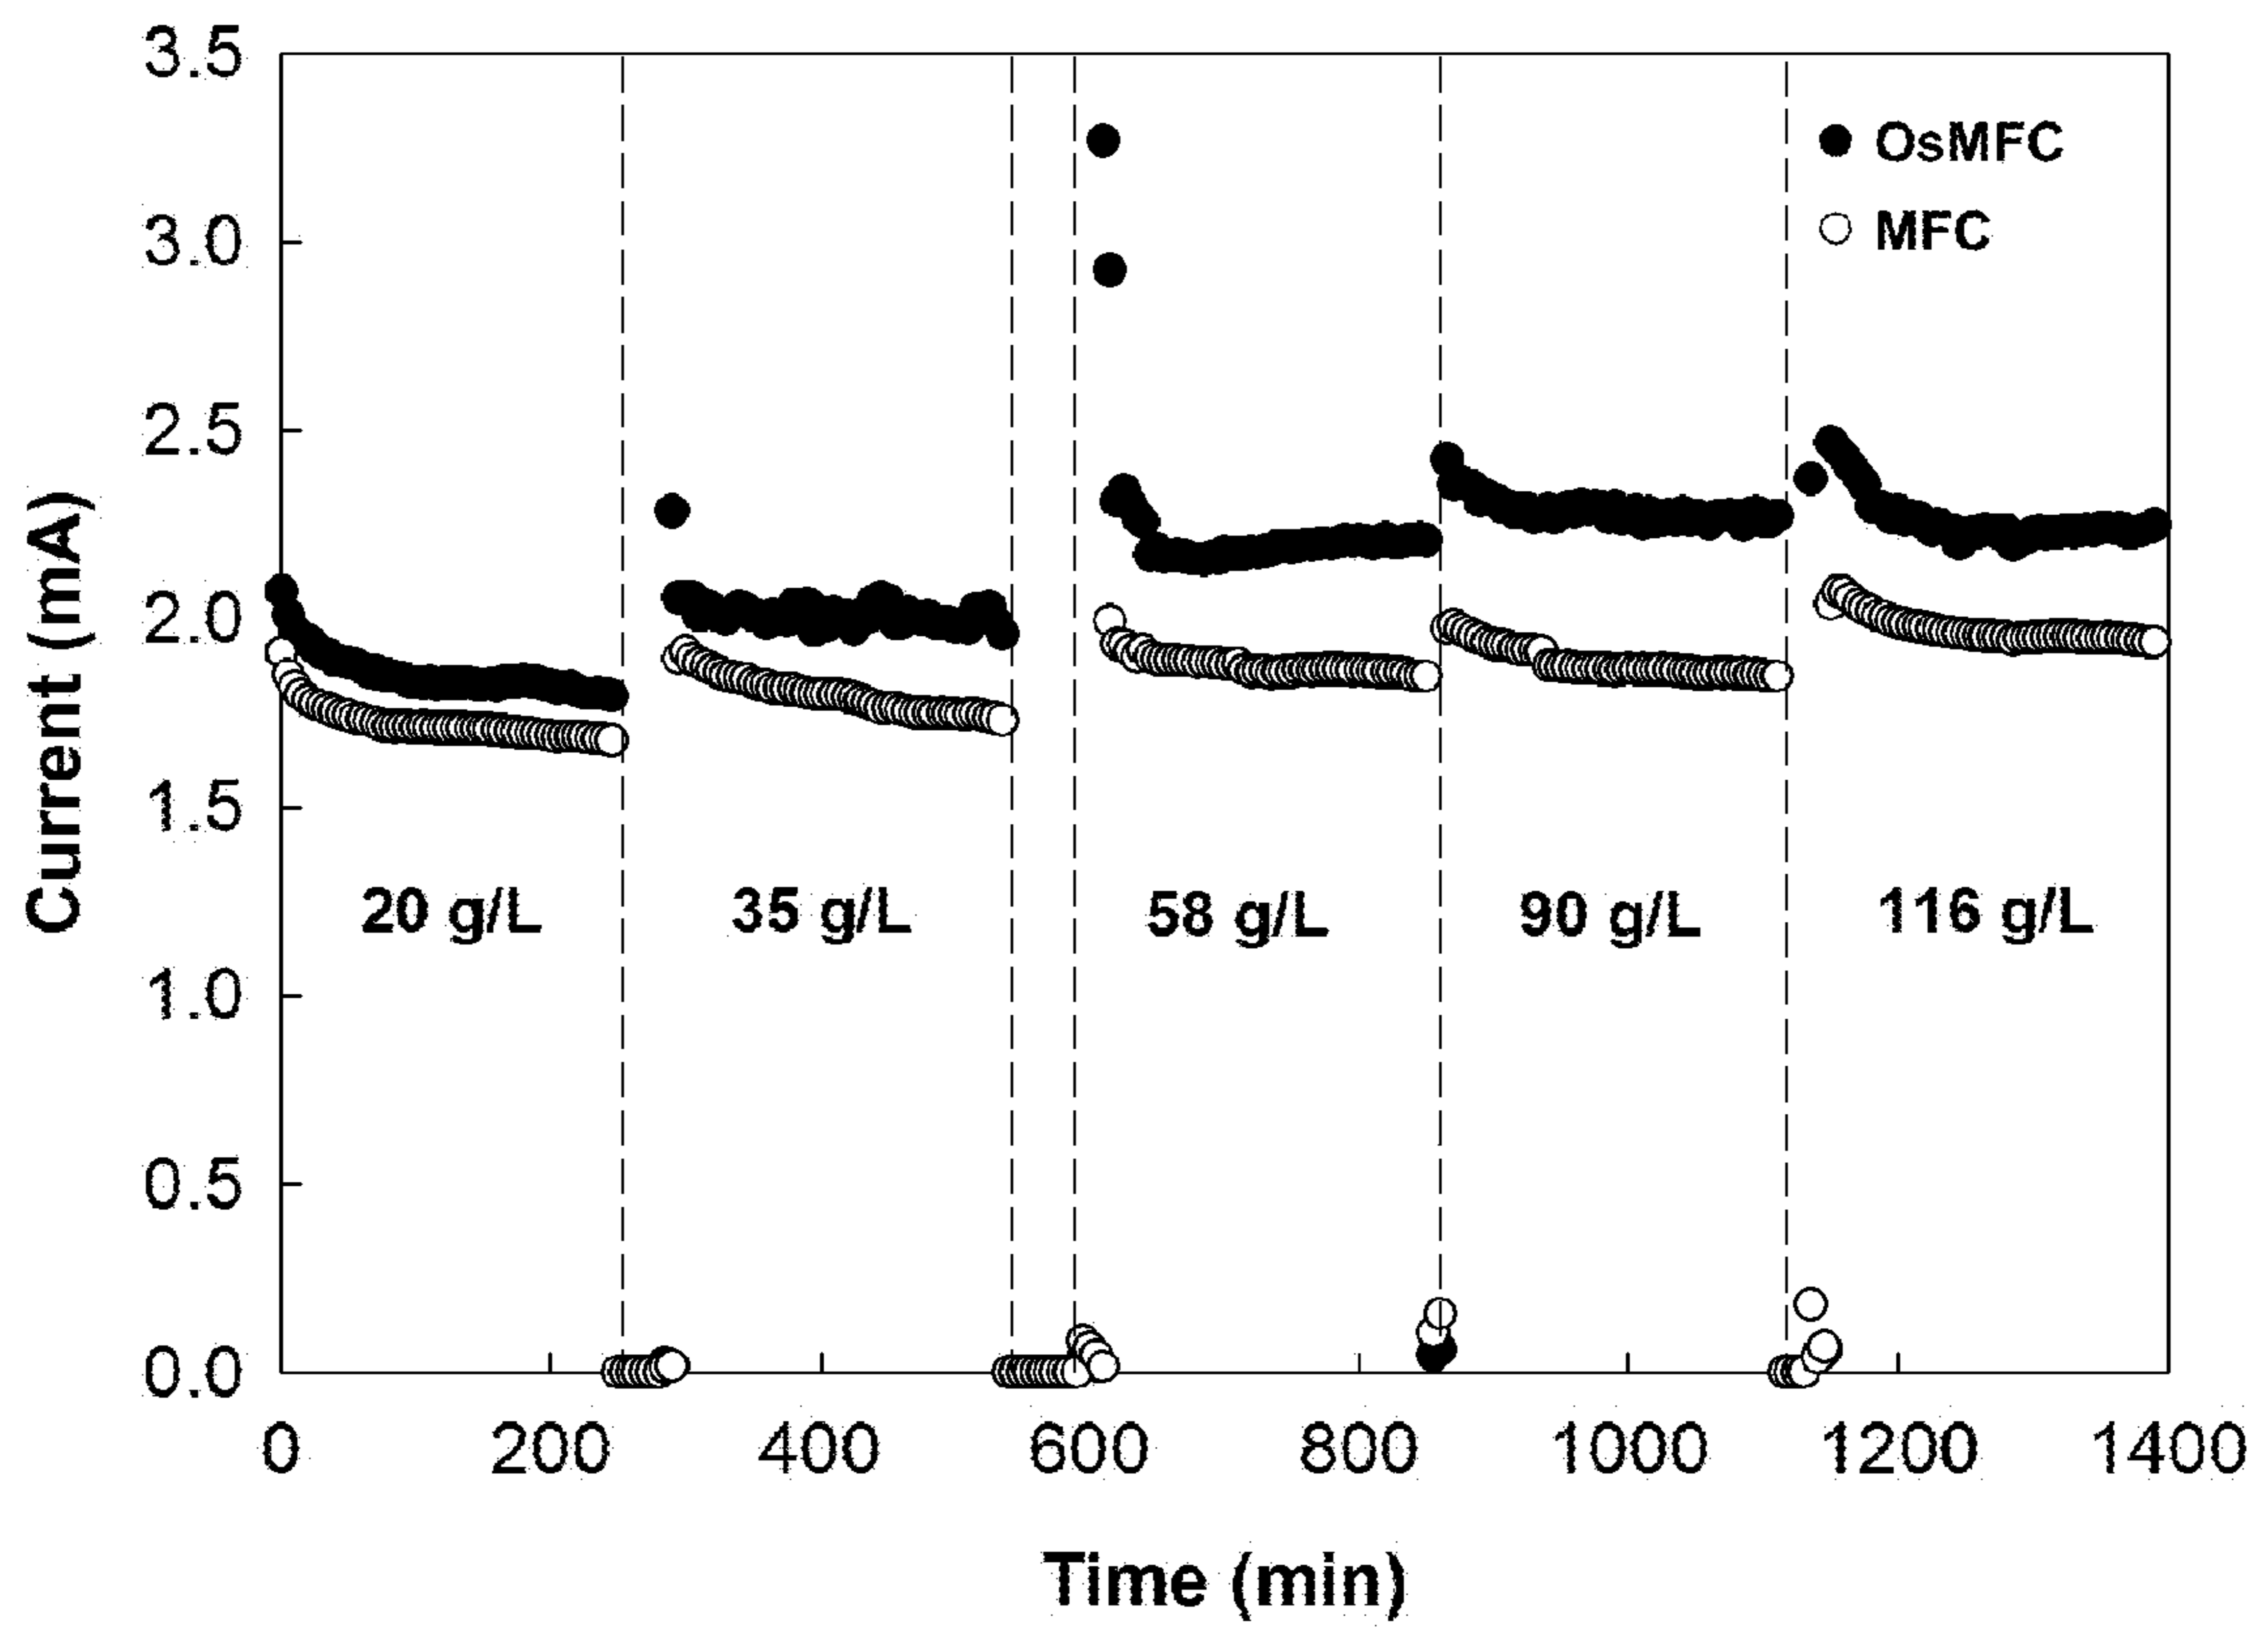 3.5
3.0
2.5
2.0
1.5
1.0
0.5
0.0
Current (mA)
OsMFC
MFC
20 g/L
35 g/L
58 g/L
90 g/L
116 g/L
0 200 400 600 800 1000 1200 1400
Time (min)